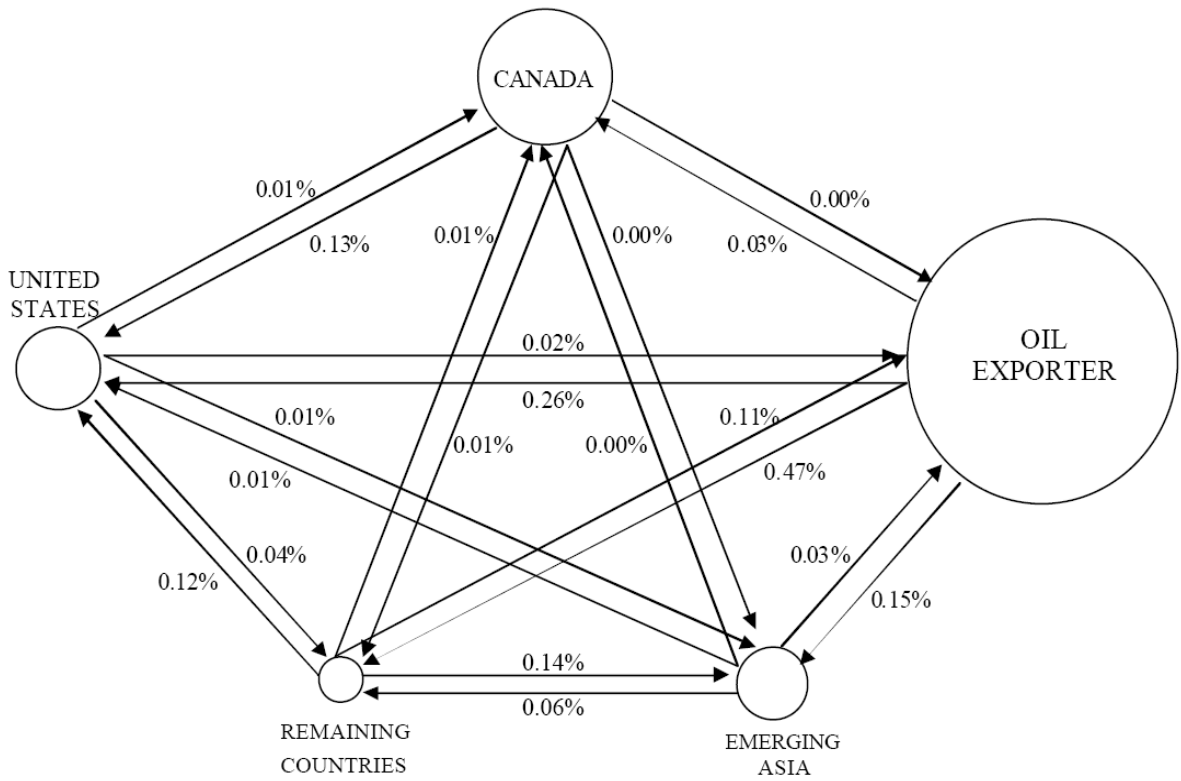 CANADA
0.01%
0.00%
0.13%
0.01%
0.00%
0.03%
UNITED
STATES
OIL
EXPORTER
0.02%
0.26%
0.01%
0.11%
0.01%
0.00%
0.01%
0.47%
0.04%
0.03%
0.12%
0.15%
0.14%
0.06%
REMAINING
COUNTRIES
EMERGING
ASIA